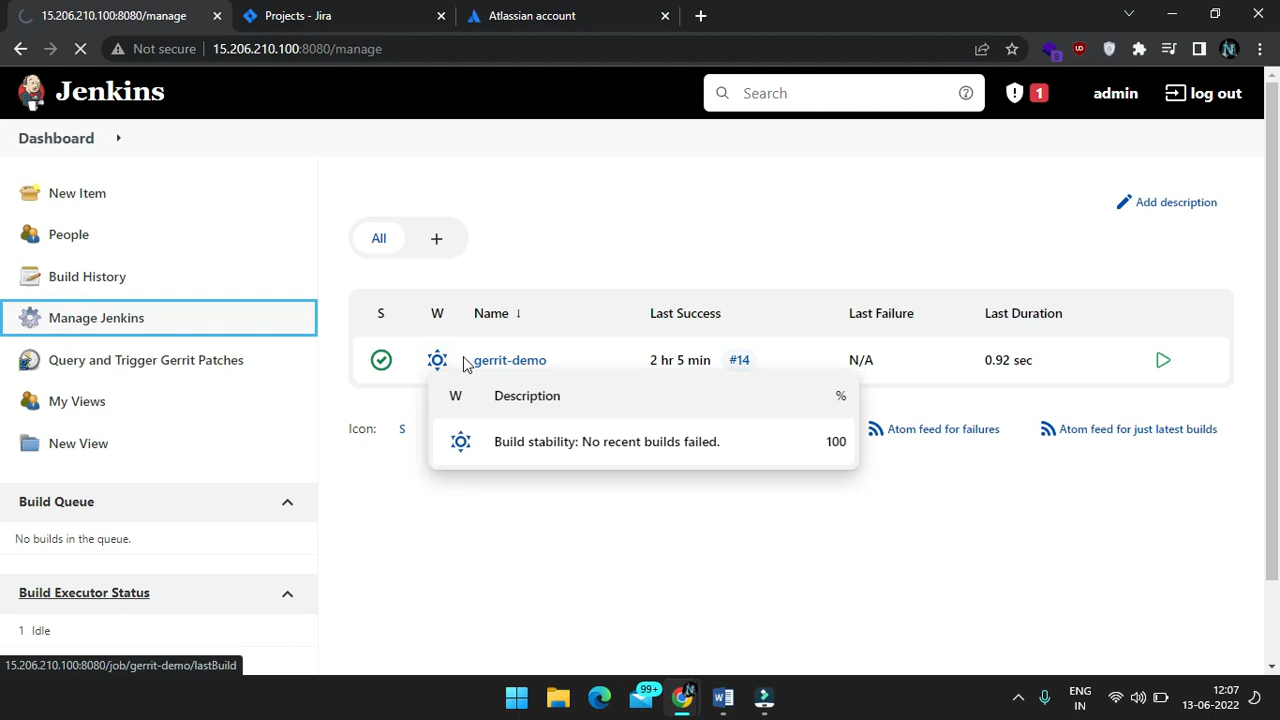 15.206.210.100:8080/manage
Projects - Jira
Atlassian account
Not secure
15.206.210.100:8080/manage
8
Jenkins
Search
1
admin
log out
Dashboard
New Item
People
Build History
Manage Jenkins
Query and Trigger Gerrit Patches
My Views
New View
Build Queue
No builds in the queue.
Build Executor Status
1 Idle
Add description
All
+
S W Name ↓ Last Success Last Failure Last Duration
gerrit-demo 2 hr 5 min #14 N/A 0.92 sec
W Description %
Build stability: No recent builds failed. 100
Icon: S
Atom feed for failures
Atom feed for just latest builds
15.206.210.100:8080/job/gerrit-demo/lastBuild
99+
ENG
IN
12:07
13-06-2022